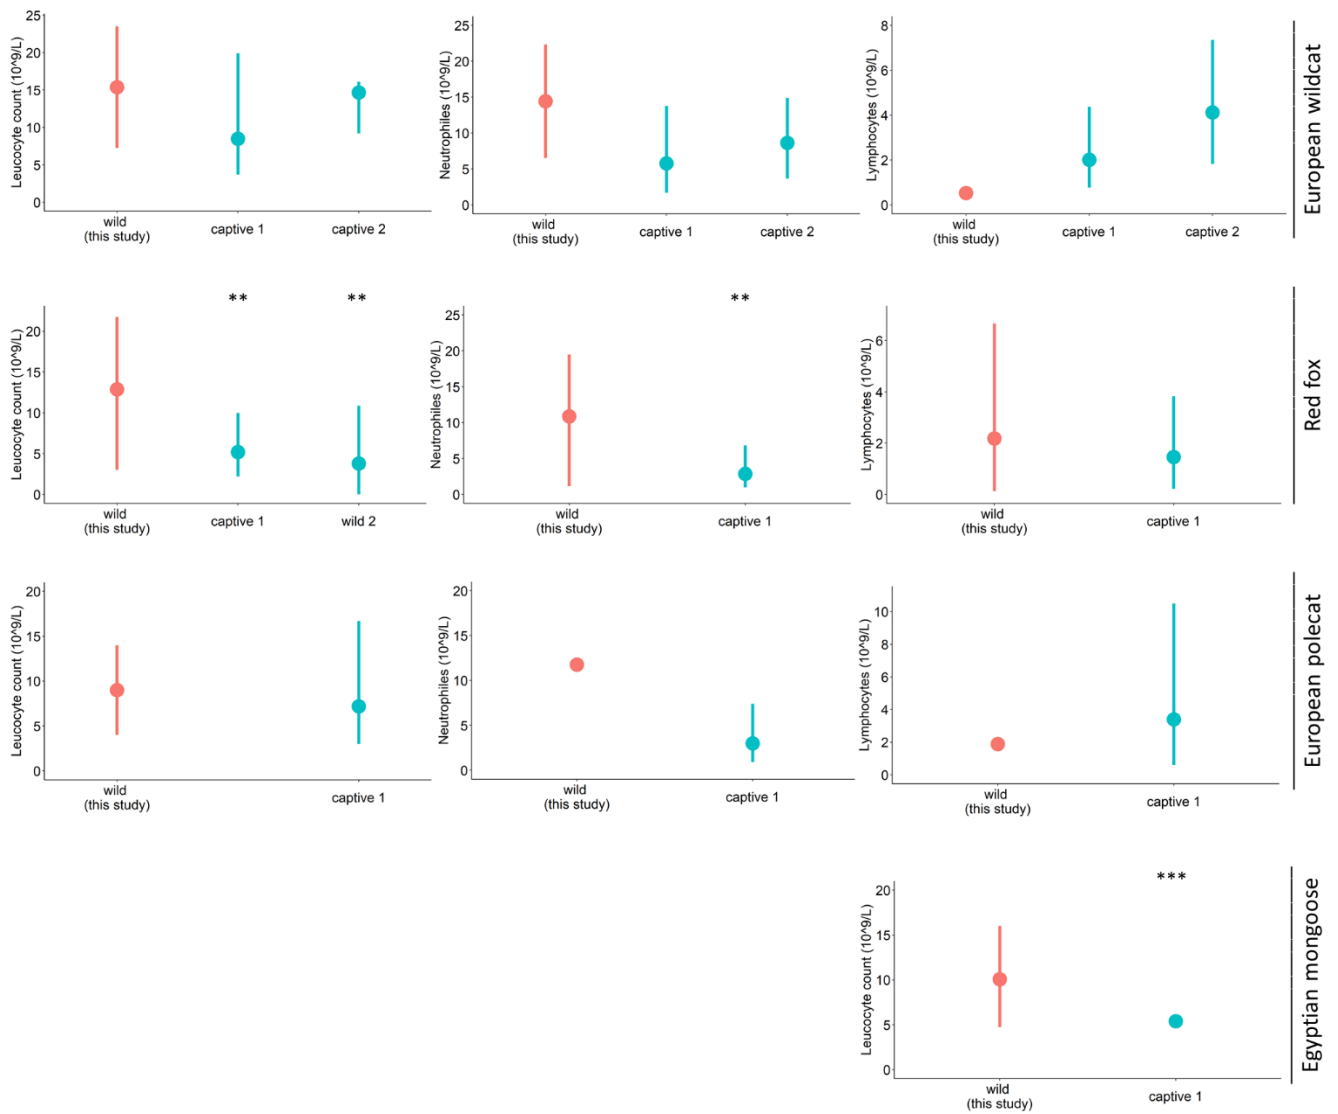 Leucocyte count (10^9/L)
25
20
15
10
5
0
wild
(this study)
captive 1
captive 2
Neutrophiles (10^9/L)
25
20
15
10
5
0
wild
(this study)
captive 1
captive 2
Lymphocytes (10^9/L)
8
6
4
2
0
wild
(this study)
captive 1
captive 2
European wildcat
Leucocyte count (10^9/L)
20
15
10
5
0
**
**
wild
(this study)
captive 1
wild 2
Neutrophiles (10^9/L)
25
20
15
10
5
0
**
wild
(this study)
captive 1
Lymphocytes (10^9/L)
6
4
2
0
wild
(this study)
captive 1
Red fox
Leucocyte count (10^9/L)
20
15
10
5
0
wild
(this study)
captive 1
Neutrophiles (10^9/L)
20
15
10
5
0
wild
(this study)
captive 1
Lymphocytes (10^9/L)
10
8
6
4
2
0
wild
(this study)
captive 1
European polecat
Leucocyte count (10^9/L)
20
15
10
5
0
***
wild
(this study)
captive 1
Egyptian mongoose